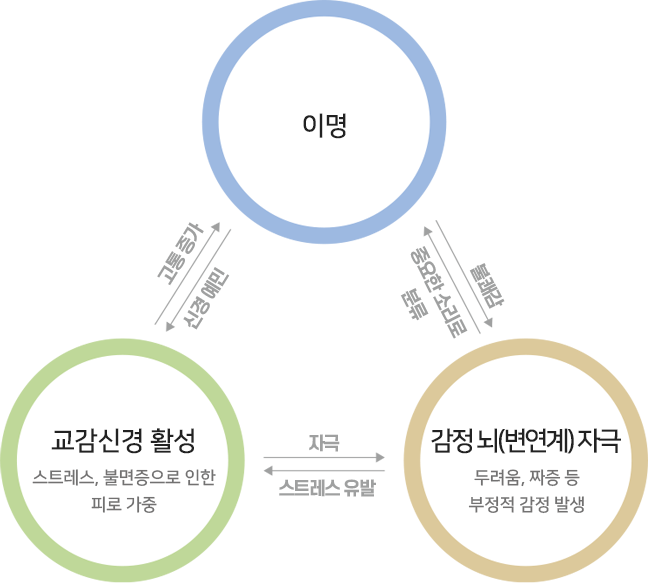 이명
고통 증가
신경 예민
불쾌감
중요한 소리로
분류
교감신경 활성
스트레스, 불면증으로 인한
피로 가중
자극
스트레스 유발
감정 뇌(변연계) 자극
두려움, 짜증 등
부정적 감정 발생